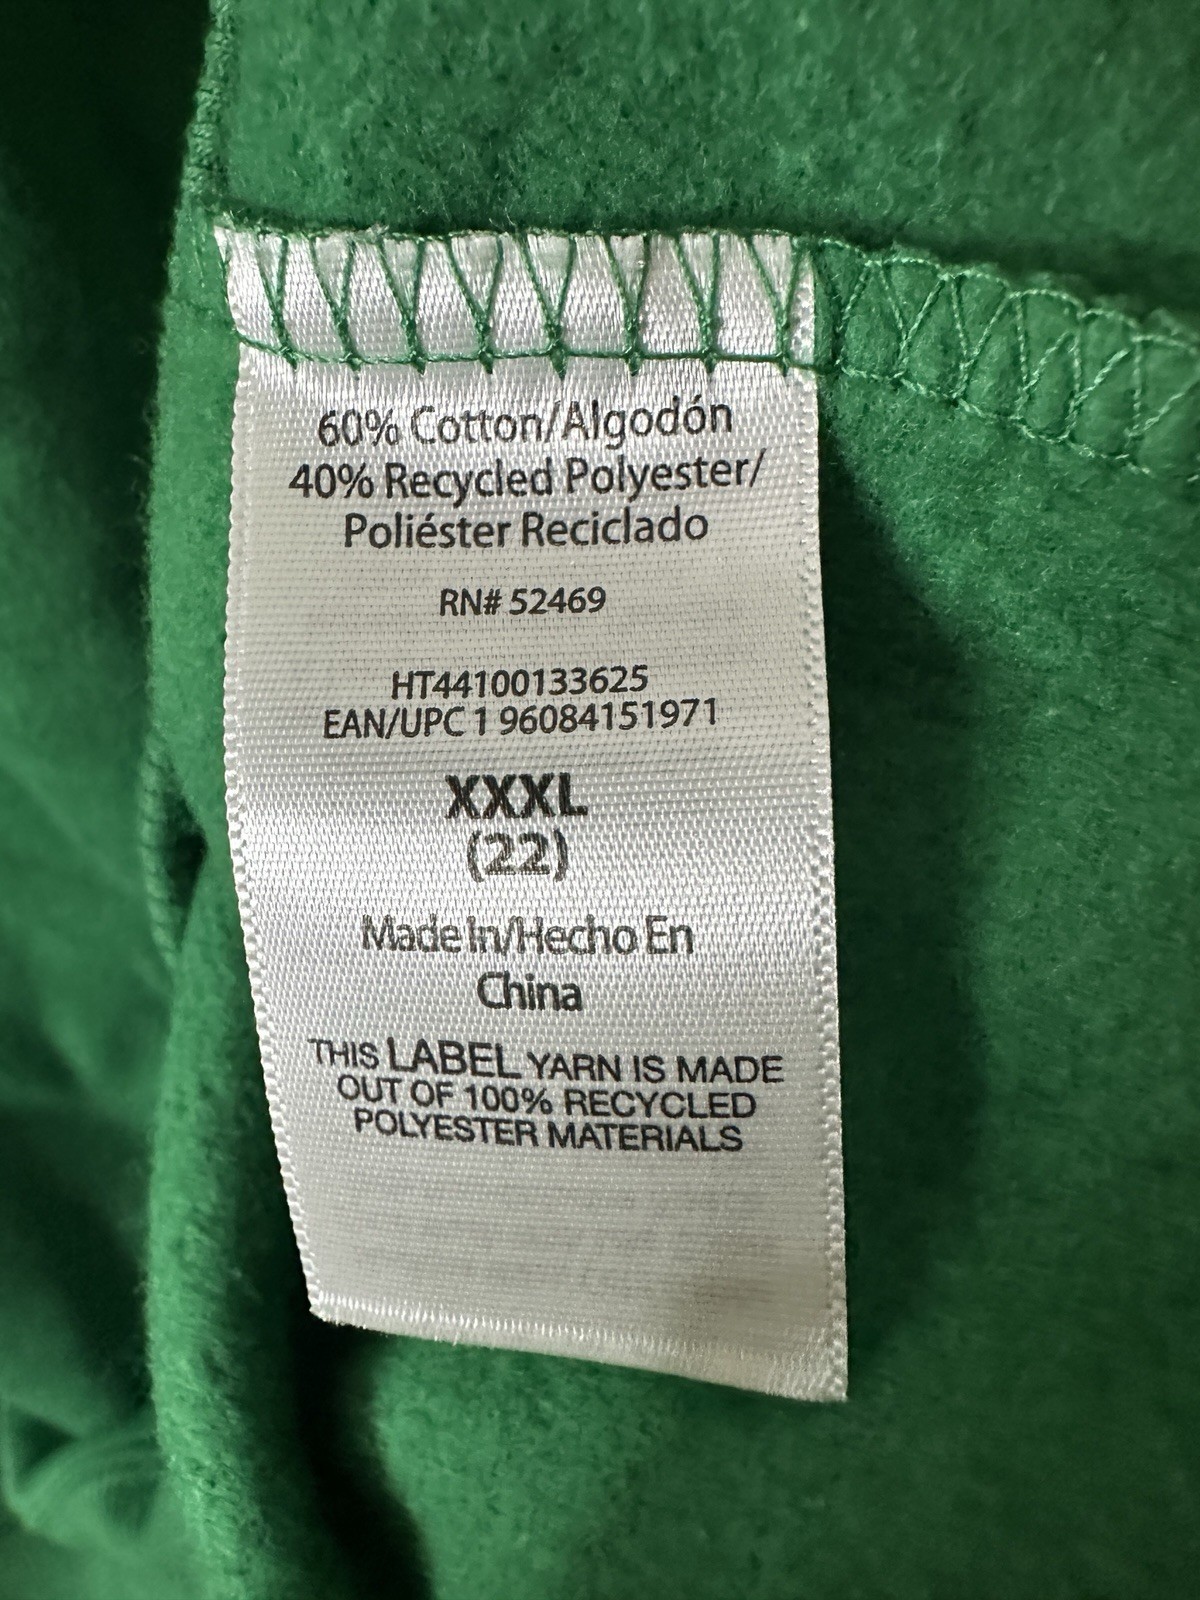 60% Cotton/Algodón
40% Recycled Polyester/
Poliéster Reciclado
RN# 52469
HT44100133625
EAN/UPC 1 96084151971
XXXL
(22)
Made In/Hecho En
China
THIS LABEL YARN IS MADE
OUT OF 100% RECYCLED
POLYESTER MATERIALS